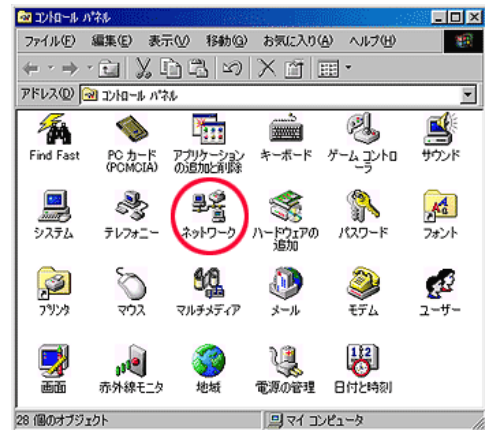 コントロール パネル
ファイル(F) 編集(E) 表示(V) 移動(G) お気に入り(A) ヘルプ(H)
アドレス(D) コントロール パネル
Find Fast
PC カード
(PCMCIA)
アプリケーション
の追加と削除
キーボード
ゲーム コントロ
ーラ
サウンド
システム
テレフォニー
ネットワーク
ハードウェアの
追加
パスワード
フォント
プリンタ
マウス
マルチメディア
メール
モデム
ユーザー
画面
赤外線モニタ
地域
電源の管理
日付と時刻
28 個のオブジェクト マイ コンピュータ